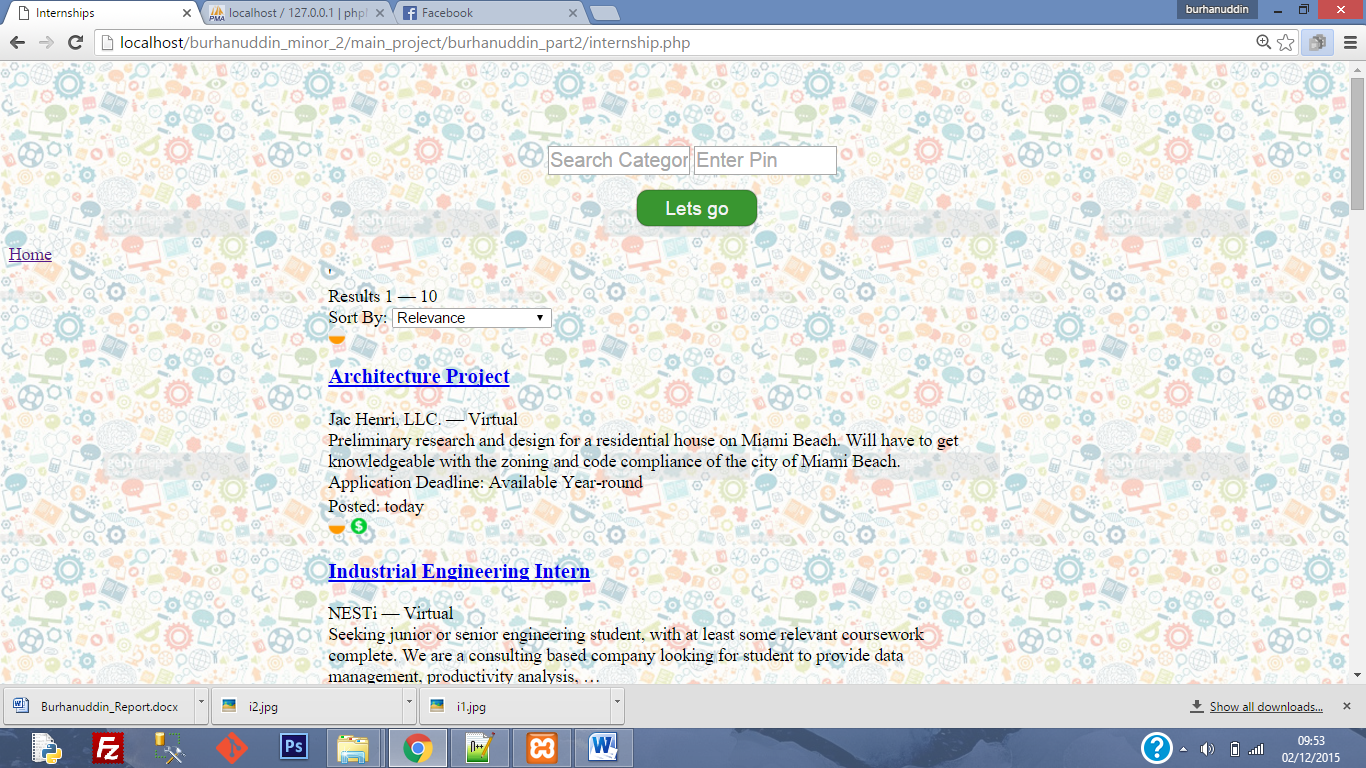 Internships
localhost / 127.0.0.1 | php
Facebook
burhanuddin
localhost/burhanuddin_minor_2/main_project/burhanuddin_part2/internship.php
Search Categor
Enter Pin
Lets go
Home
'
Results 1 — 10
Sort By: Relevance
Architecture Project
Jac Henri, LLC. — Virtual
Preliminary research and design for a residential house on Miami Beach. Will have to get
knowledgeable with the zoning and code compliance of the city of Miami Beach.
Application Deadline: Available Year-round
Posted: today
$
Industrial Engineering Intern
NESTi — Virtual
Seeking junior or senior engineering student, with at least some relevant coursework
complete. We are a consulting based company looking for student to provide data
management, productivity analysis, …
Burhanuddin_Report.docx
i2.jpg
i1.jpg
Show all downloads...
Ps
09:53
02/12/2015